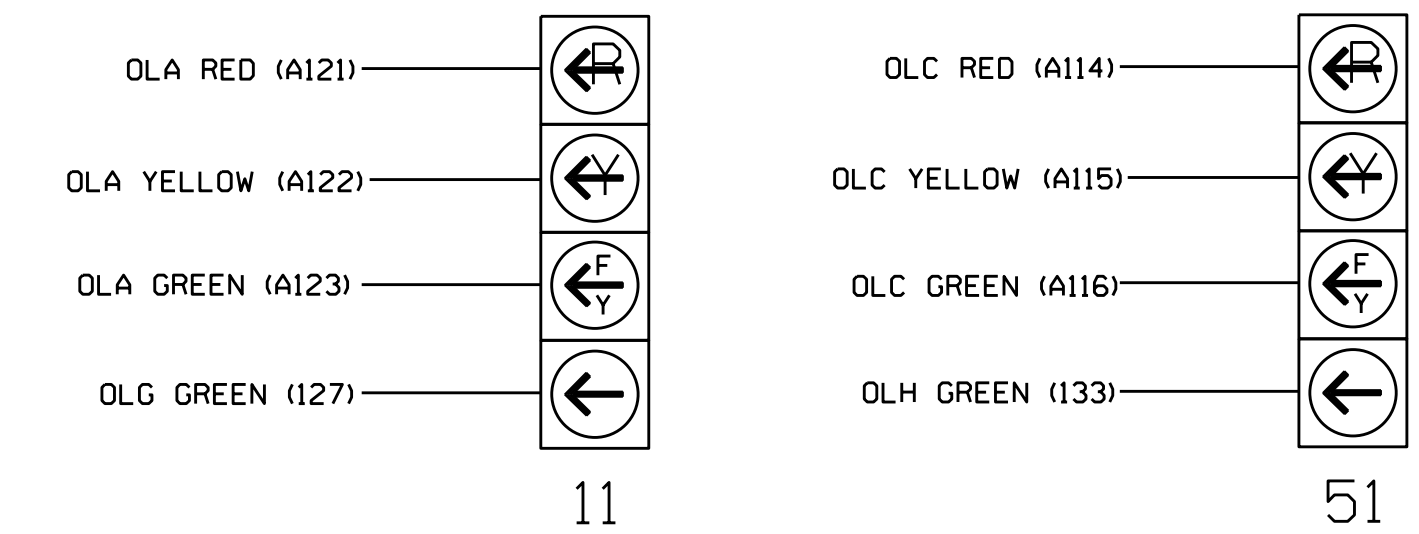 OLA RED (A121)
R
OLA YELLOW (A122)
Y
OLA GREEN (A123)
F
Y
OLG GREEN (127)
11
OLC RED (A114)
R
OLC YELLOW (A115)
Y
OLC GREEN (A116)
F
Y
OLH GREEN (133)
51